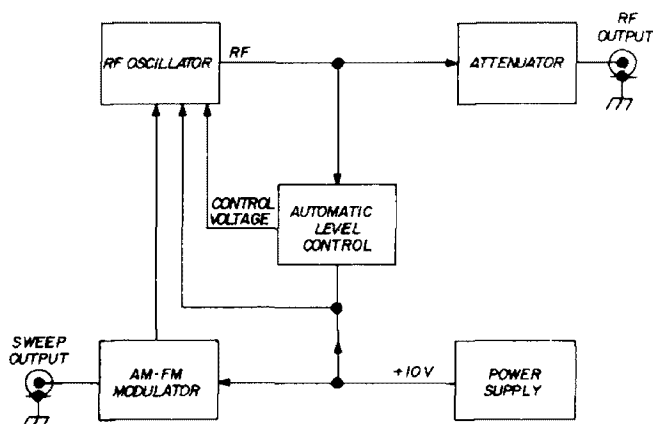 RF
OUTPUT
RF OSCILLATOR
RF
ATTENUATOR
CONTROL
VOLTAGE
AUTOMATIC
LEVEL
CONTROL
SWEEP
OUTPUT
AM-FM
MODULATOR
+10V
POWER
SUPPLY